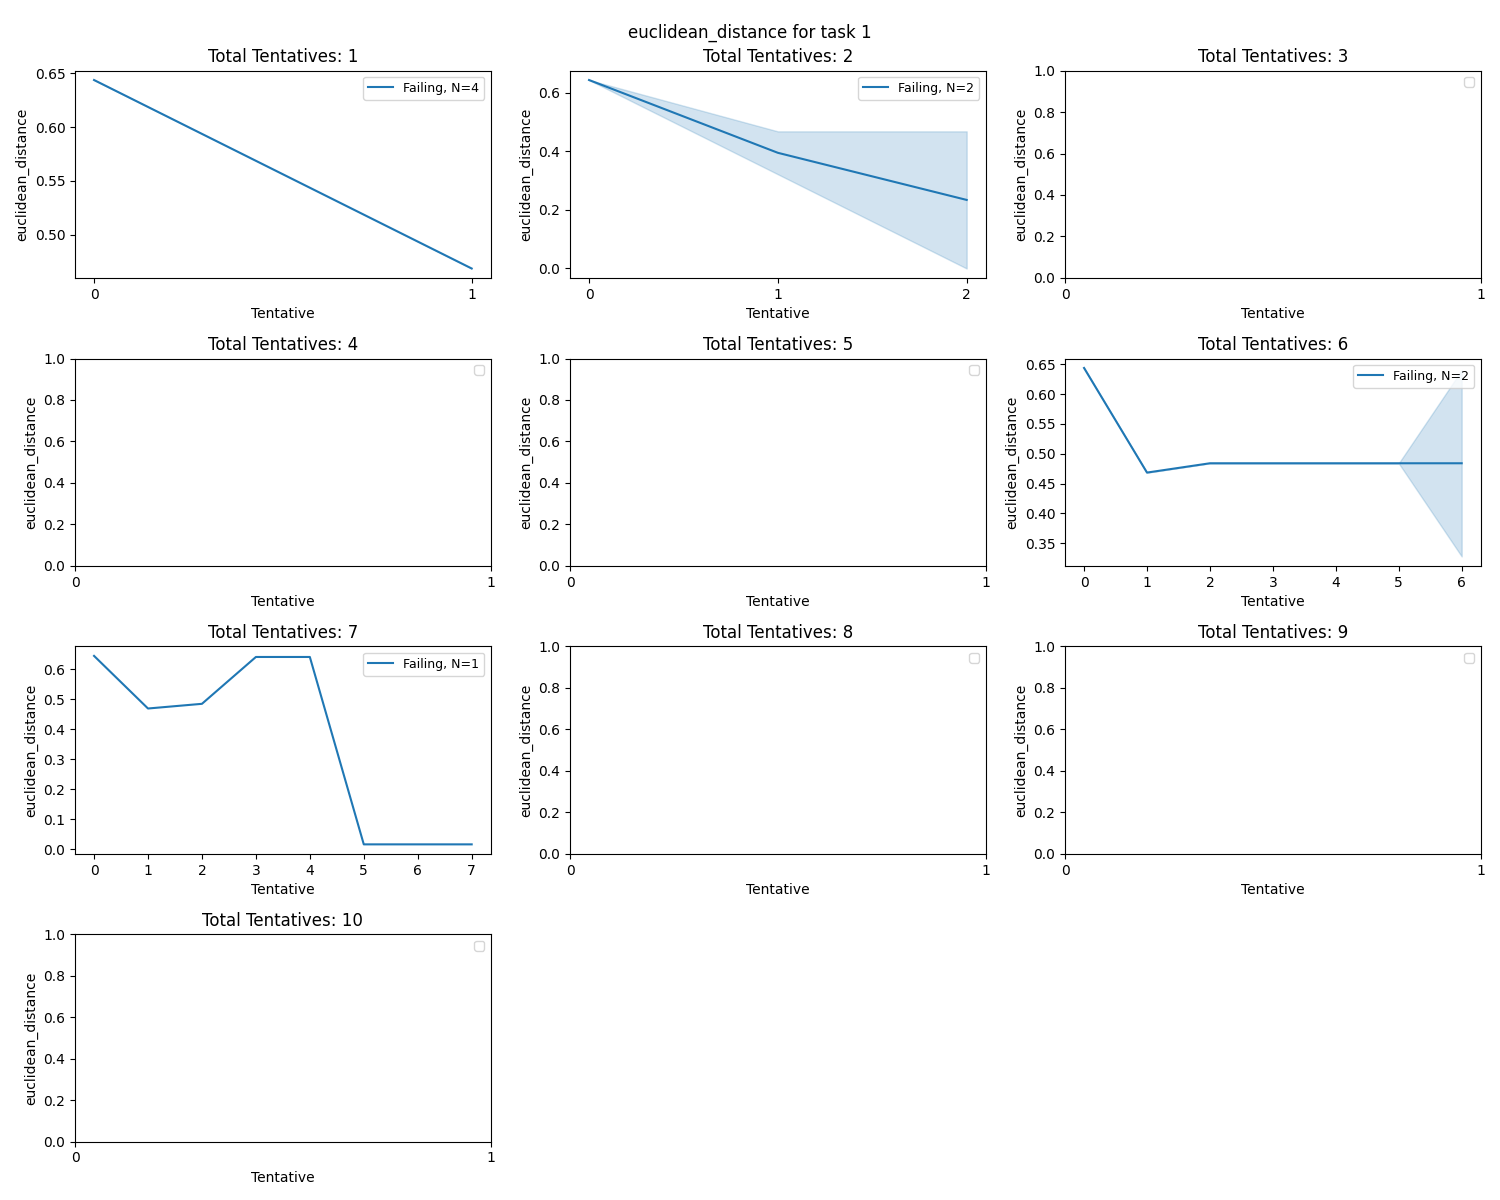 euclidean_distance for task 1
Total Tentatives: 1
0.65
0.60
0.55
0.50
euclidean_distance
Failing, N=4
0 1
Tentative
Total Tentatives: 2
0.6
0.4
0.2
0.0
euclidean_distance
Failing, N=2
0 1 2
Tentative
Total Tentatives: 3
1.0
0.8
0.6
0.4
0.2
0.0
euclidean_distance
0 1
Tentative
Total Tentatives: 4
1.0
0.8
0.6
0.4
0.2
0.0
euclidean_distance
0 1
Tentative
Total Tentatives: 5
1.0
0.8
0.6
0.4
0.2
0.0
euclidean_distance
0 1
Tentative
Total Tentatives: 6
0.65
0.60
0.55
0.50
0.45
0.40
0.35
euclidean_distance
Failing, N=2
0 1 2 3 4 5 6
Tentative
Total Tentatives: 7
0.6
0.5
0.4
0.3
0.2
0.1
0.0
euclidean_distance
Failing, N=1
0 1 2 3 4 5 6 7
Tentative
Total Tentatives: 8
1.0
0.8
0.6
0.4
0.2
0.0
euclidean_distance
0 1
Tentative
Total Tentatives: 9
1.0
0.8
0.6
0.4
0.2
0.0
euclidean_distance
0 1
Tentative
Total Tentatives: 10
1.0
0.8
0.6
0.4
0.2
0.0
euclidean_distance
0 1
Tentative